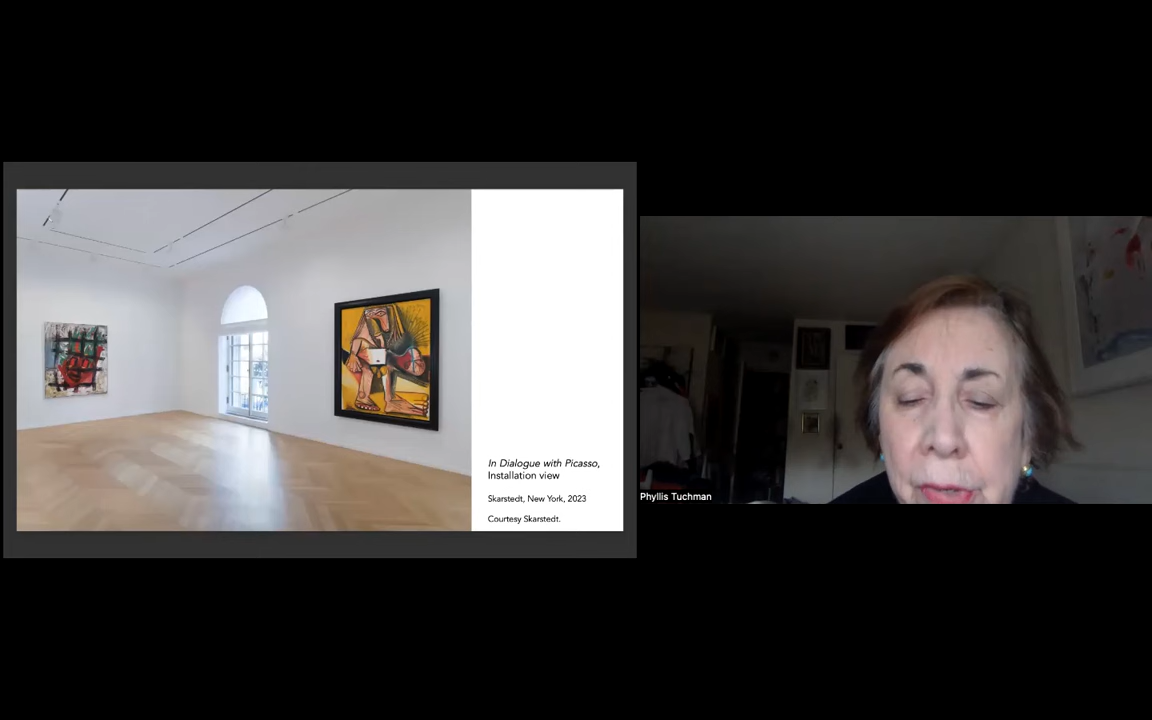 In Dialogue with Picasso,
Installation view
Skarstedt, New York, 2023
Courtesy Skarstedt.
Phyllis Tuchman